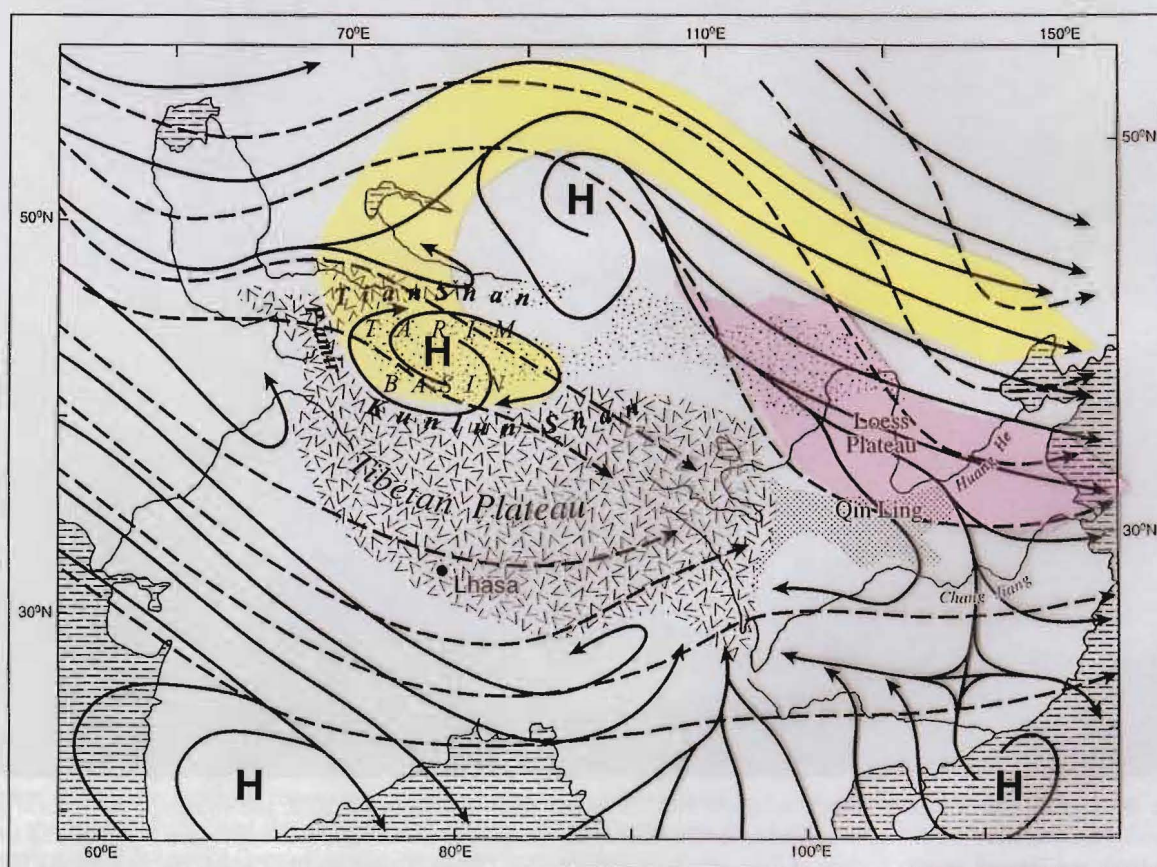 70°E 110°E 150°E
50°N
H
50°N
Tian Shan
Pamir
TARIM
H
BASIN
Kunlun Shan
Loess
Plateau
Huang He
Tibetan Plateau
Qin Ling
30°N
Lhasa
Chang Jiang
30°N
H
H
60°E 80°E 100°E